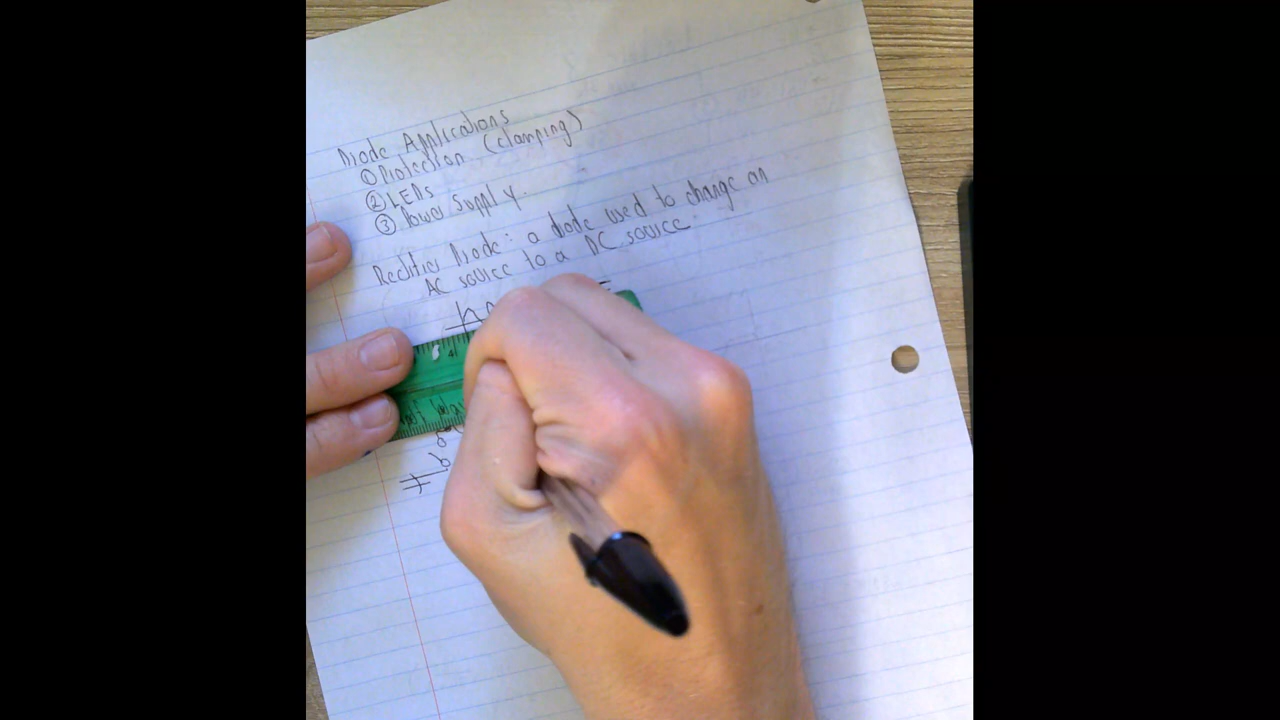 Diode Applications
① Protection (clamping)
② LEDs
③ Power Supply.
Rectifier Diode: a diode used to change an
AC source to a DC source.